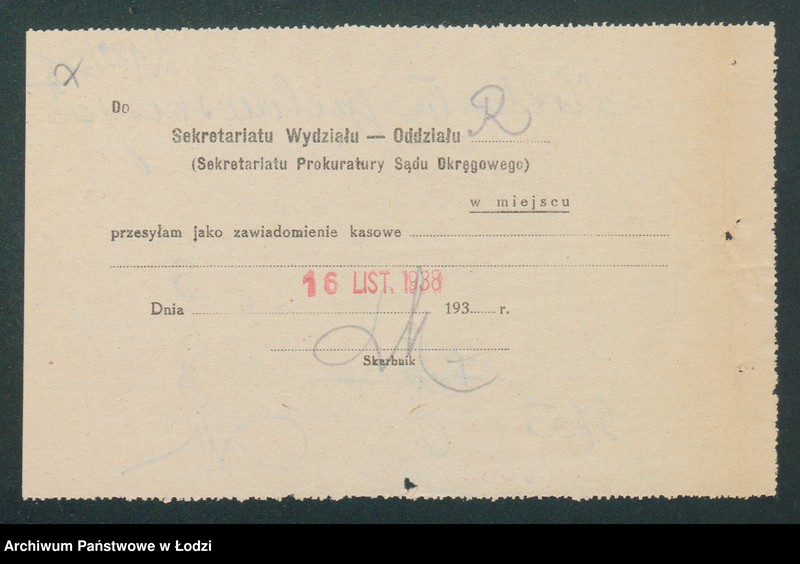 Do
Sekretariatu Wydziału — Oddziału R
(Sekretariatu Prokuratury Sądu Okręgowego)
w miejscu
przesyłam jako zawiadomienie kasowe
16 LIST. 1938
Dnia 193 r.
Skarbnik
Archiwum Państwowe w Łodzi